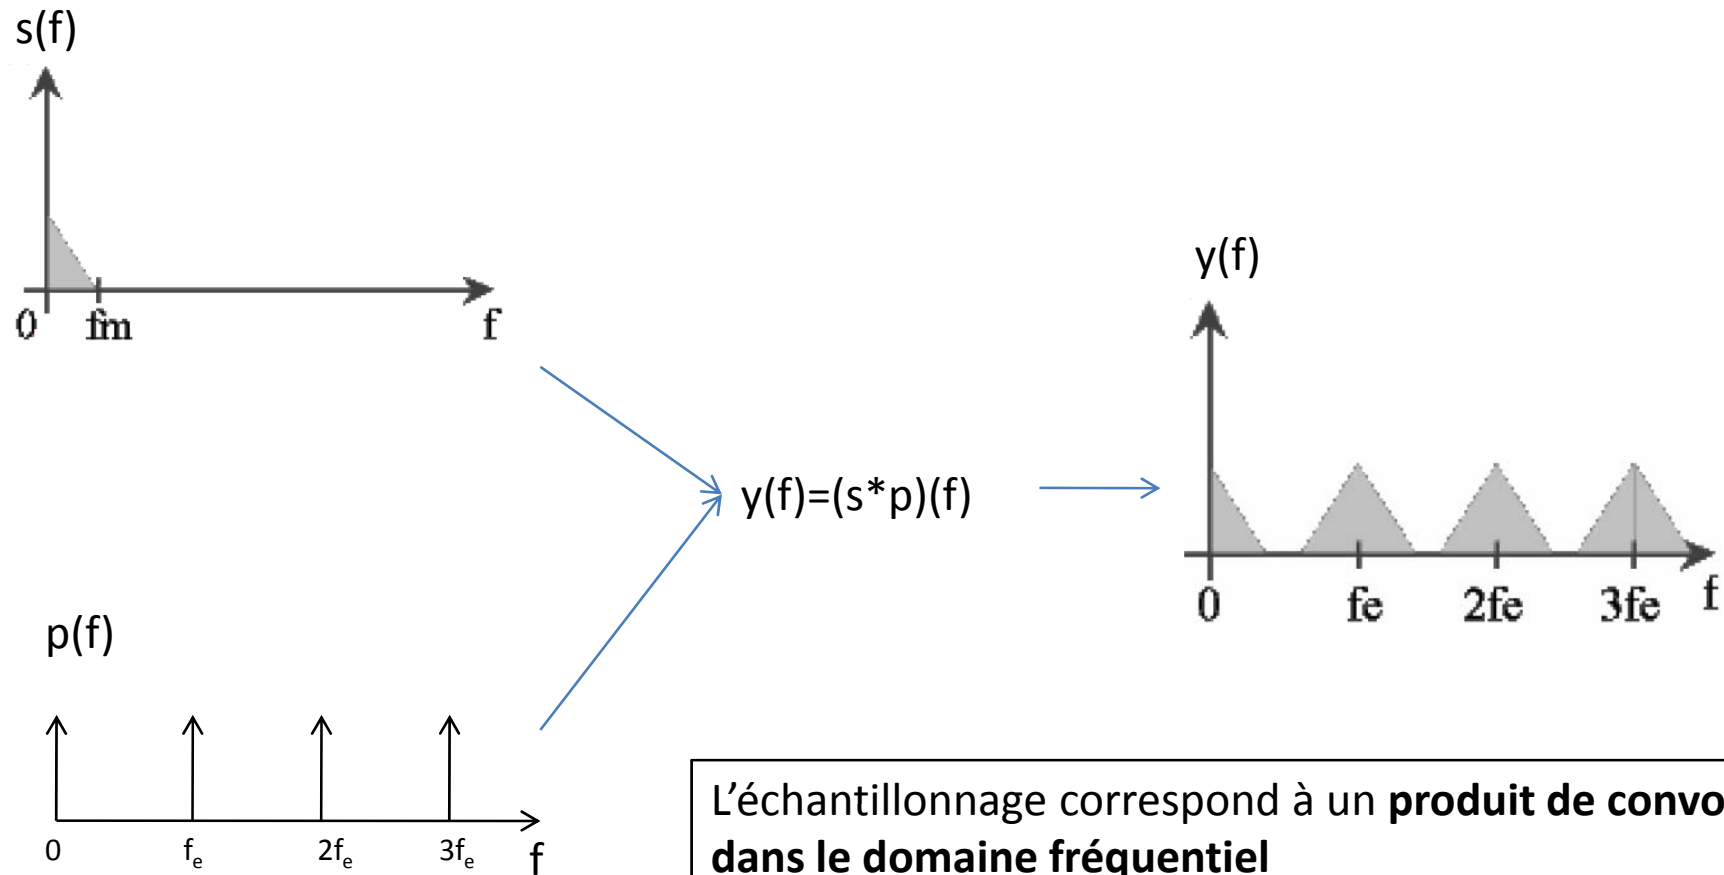 s(f)
0 fm f
y(f)
y(f)=(s*p)(f)
0 fe 2fe 3fe f
p(f)
0 fe 2fe 3fe f
L’échantillonnage correspond à un produit de convo
dans le domaine fréquentiel